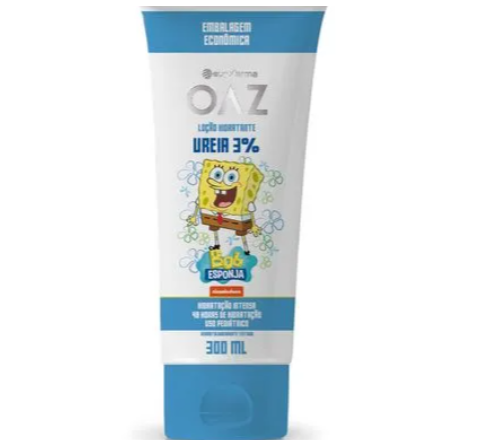 EMBALAGEM
ECONÔMICA
eurofarma
OAZ
LOÇÃO HIDRATANTE
UREIA 3%
Bob
ESPONJA
nickelodeon
HIDRATAÇÃO INTENSA
48 HORAS DE HIDRATAÇÃO
USO PEDIÁTRICO
300 ML